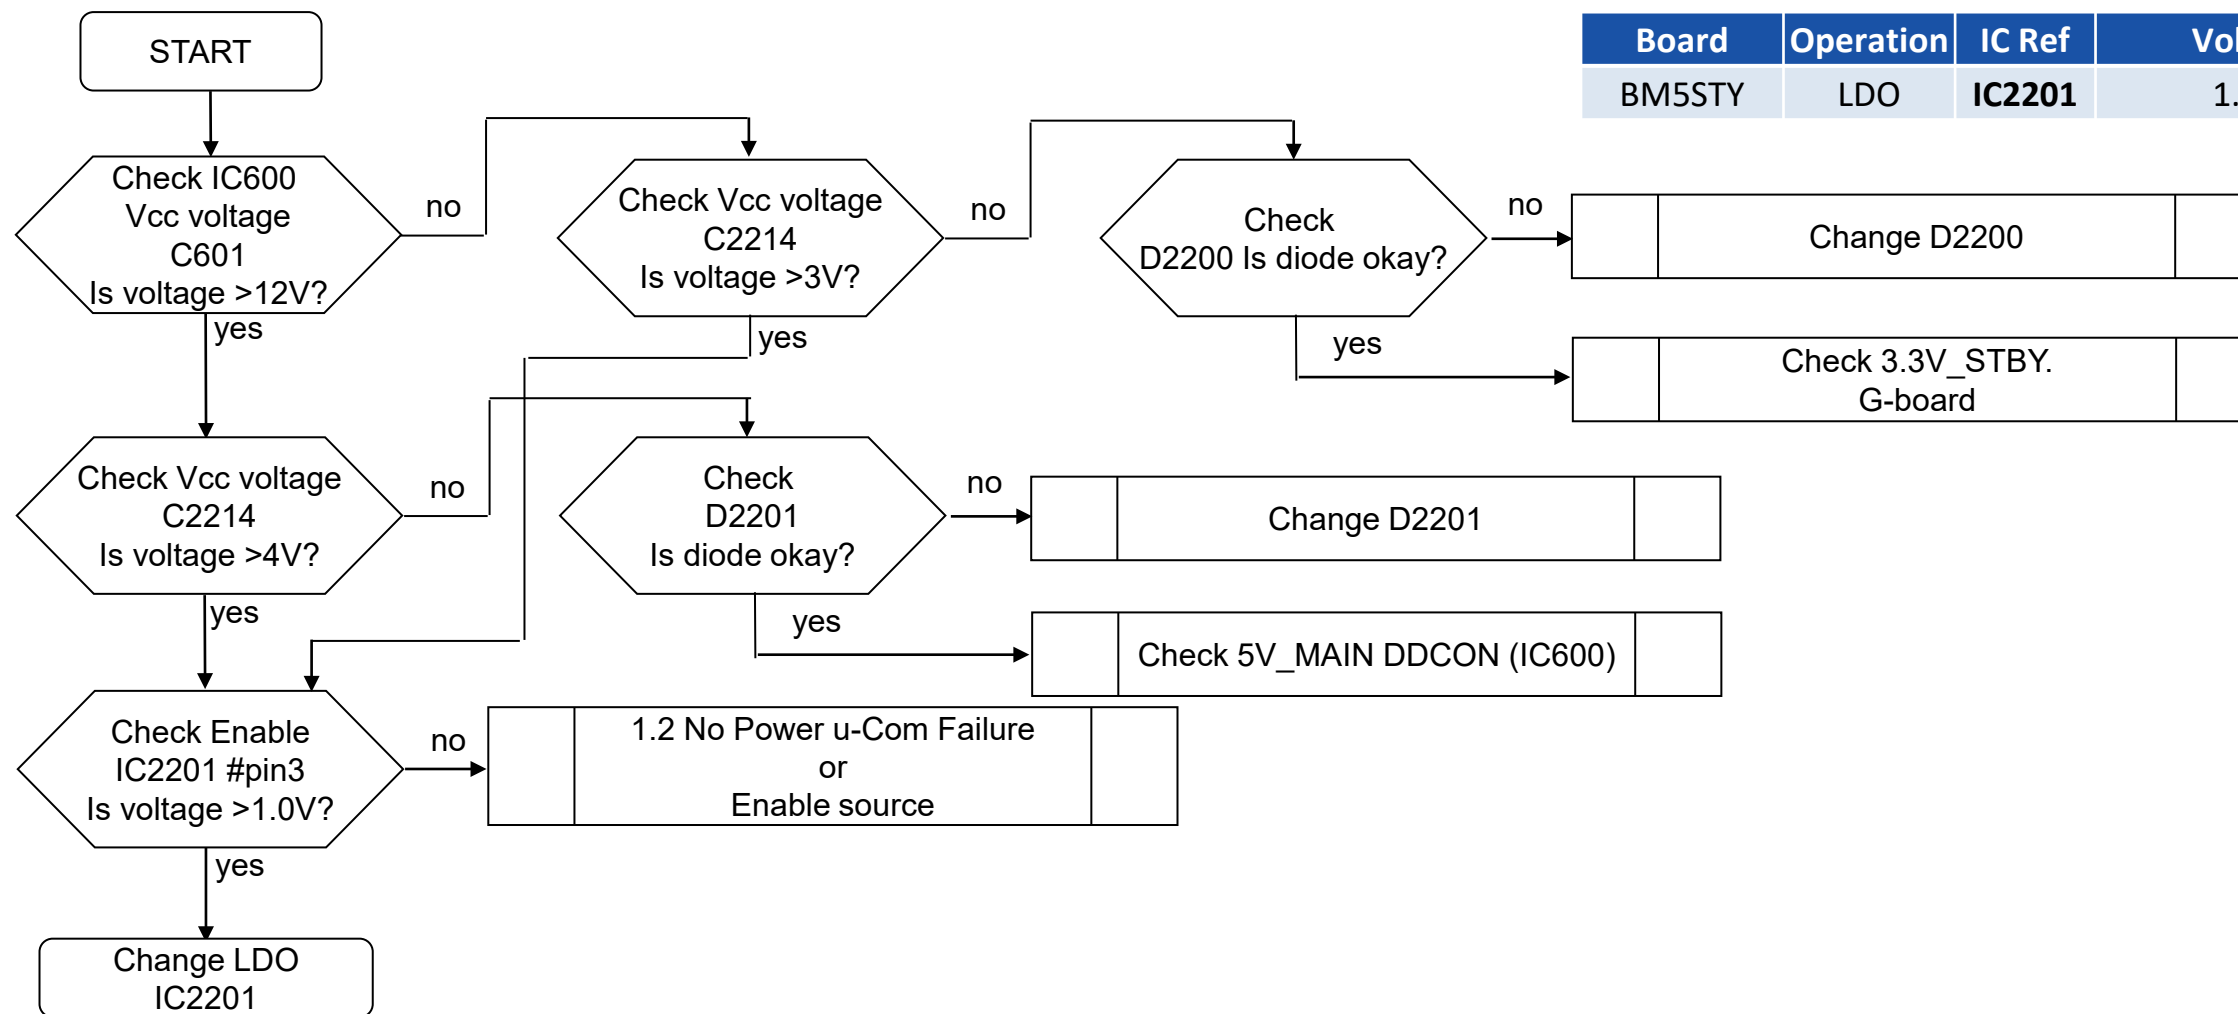 START
Board Operation IC Ref
BM5STY LDO IC2201 1.
Check IC600
Vcc voltage
C601
Is voltage >12V?
no
yes
Check Vcc voltage
C2214
Is voltage >3V?
no
yes
Check
D2200 Is diode okay?
no
yes
Change D2200
Check 3.3V_STBY.
G-board
Check Vcc voltage
C2214
Is voltage >4V?
no
yes
Check
D2201
Is diode okay?
no
yes
Change D2201
Check 5V_MAIN DDCON (IC600)
Check Enable
IC2201 #pin3
Is voltage >1.0V?
no
yes
1.2 No Power u-Com Failure
or
Enable source
Change LDO
IC2201